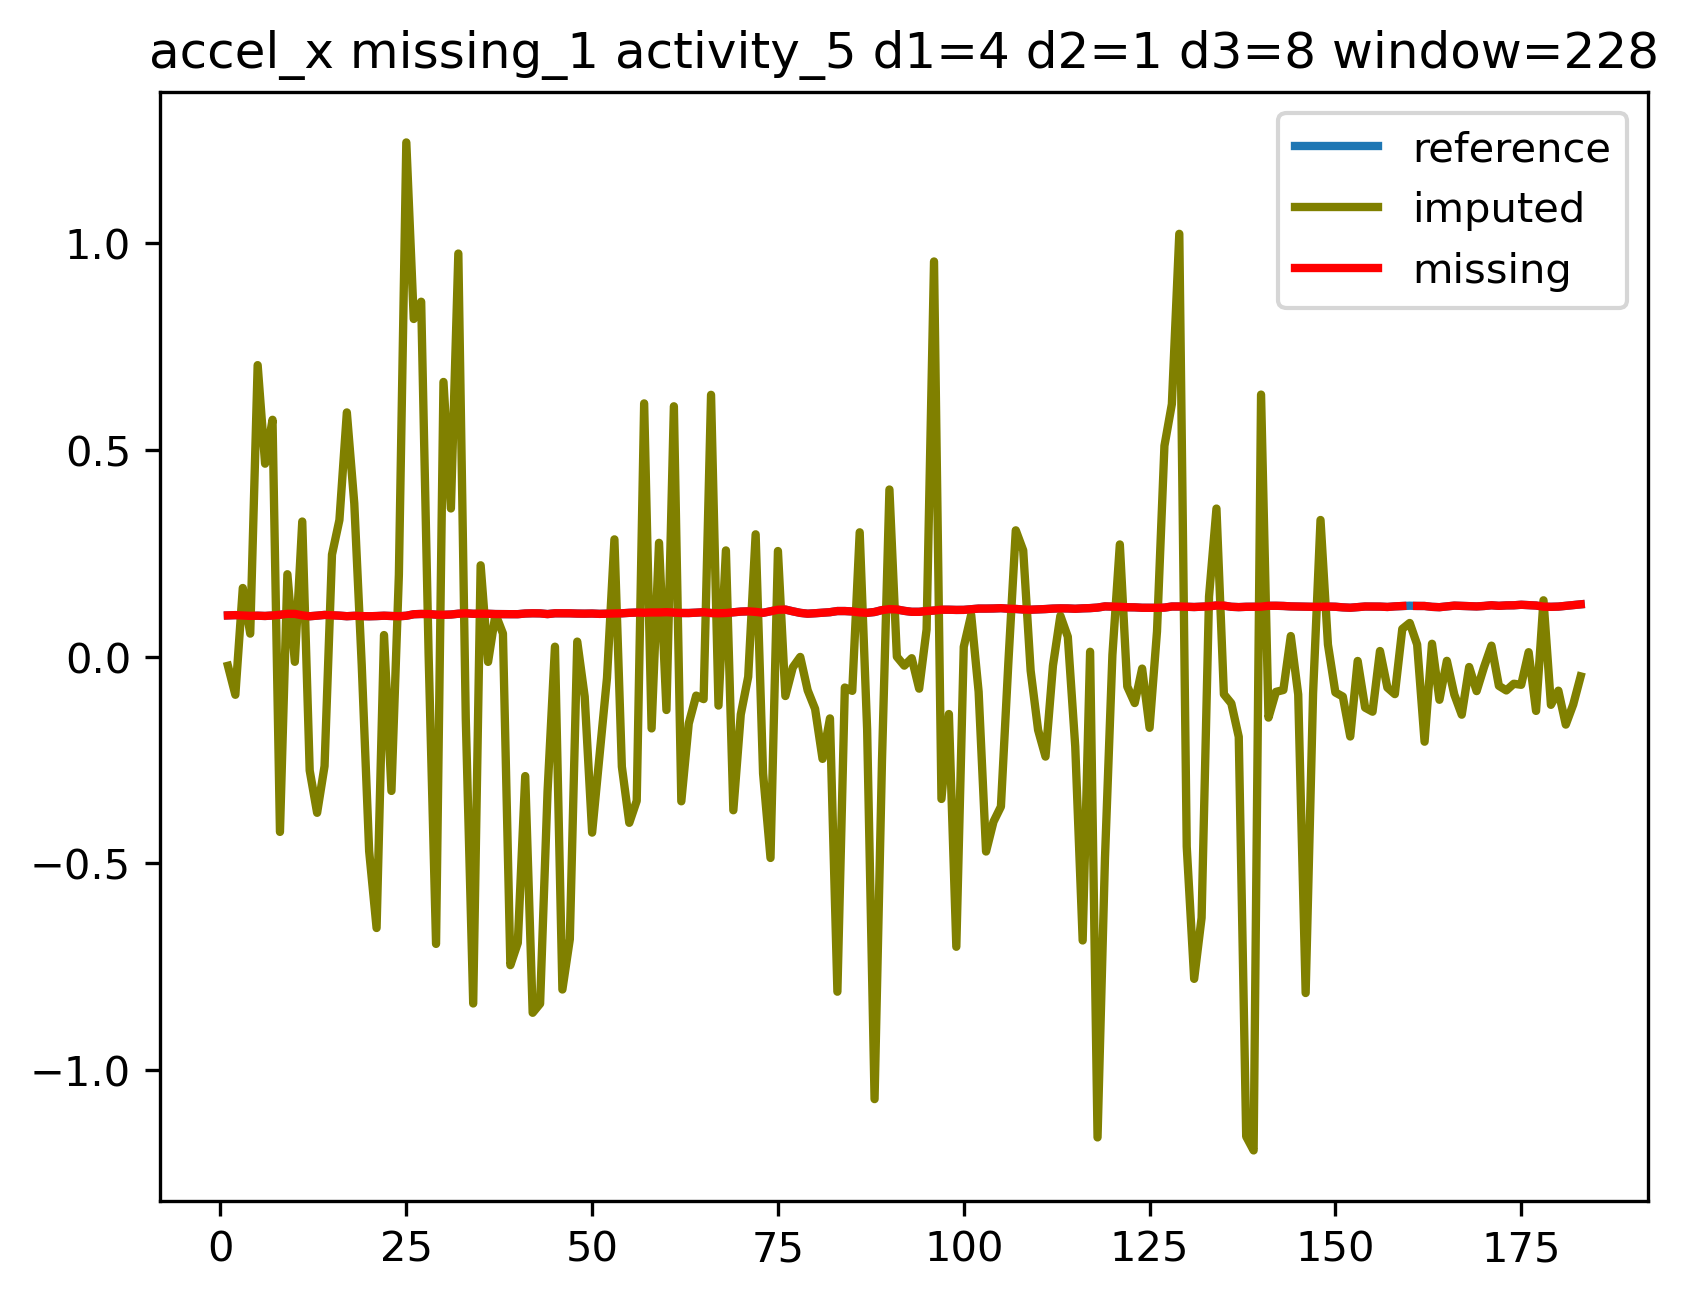 accel_x missing_1 activity_5 d1=4 d2=1 d3=8 window=228
reference
imputed
missing
1.0
0.5
0.0
−0.5
−1.0
0 25 50 75 100 125 150 175